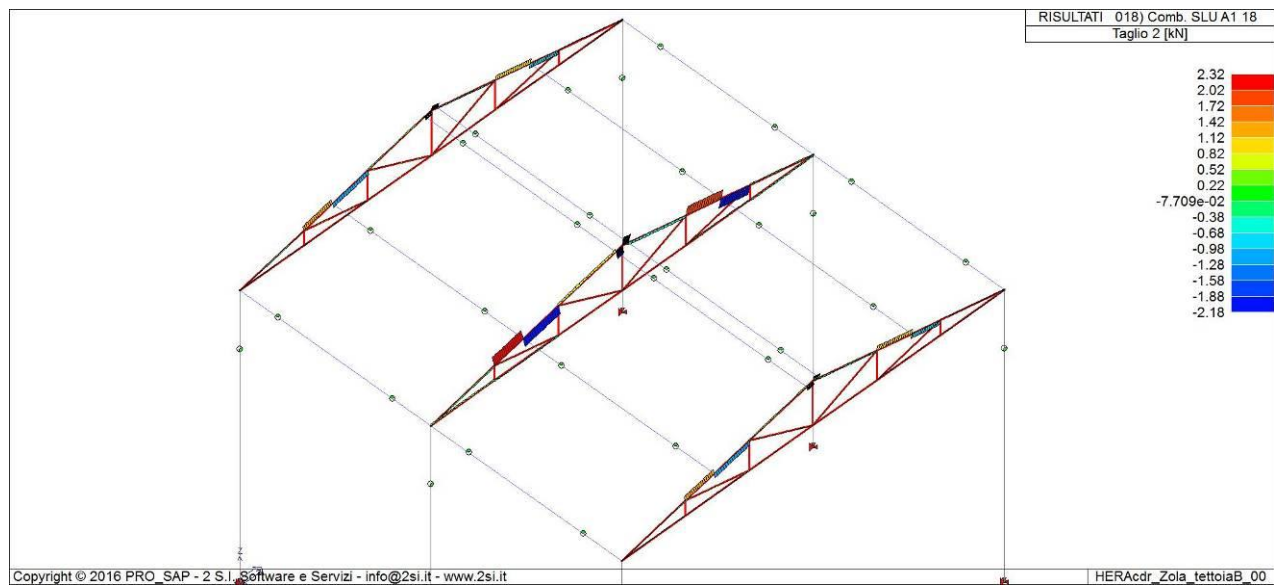 RISULTATI 018) Comb. SLU A1 18
Taglio 2 [kN]
2.32
2.02
1.72
1.42
1.12
0.82
0.52
0.22
-7.709e-02
-0.38
-0.68
-0.98
-1.28
-1.58
-1.88
-2.18
Z
Copyright © 2016 PRO_SAP - 2 S.I. Software e Servizi - info@2si.it - www.2si.it
HERAcdr_Zola_tettoiaB_00